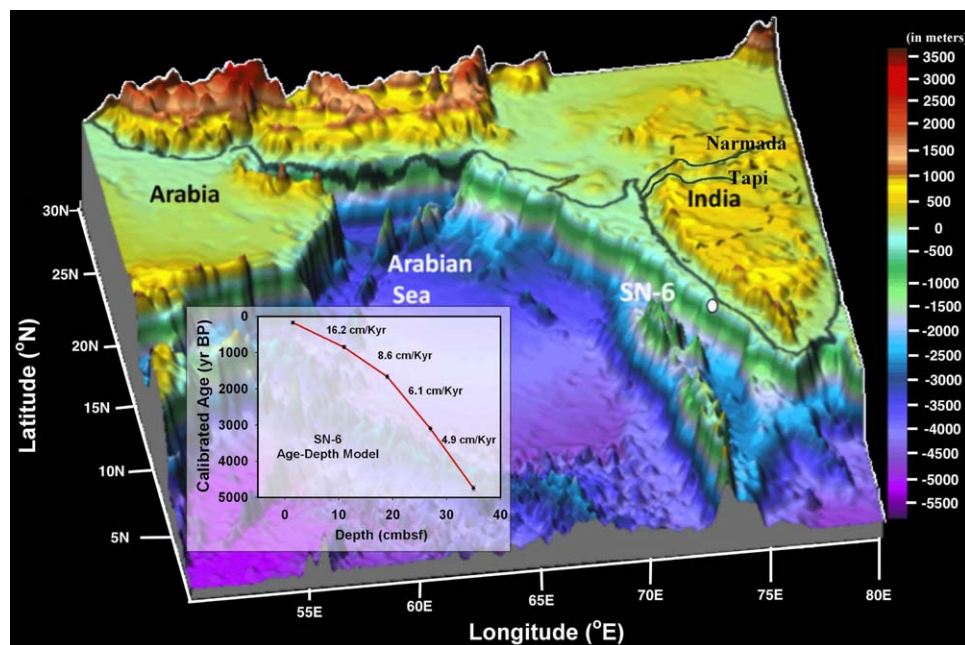 (in meters)
3500
3000
2500
2000
1500
1000
500
0
-500
-1000
-1500
-2000
-2500
-3000
-3500
-4000
-4500
-5000
-5500
Narmada
Tapi
India
Arabia
Arabian
Sea
SN-6
30N
25N
20N
15N
10N
5N
Latitude (°N)
0
1000
2000
3000
4000
5000
Calibrated Age (yr BP)
16.2 cm/Kyr
8.6 cm/Kyr
6.1 cm/Kyr
4.9 cm/Kyr
SN-6
Age-Depth Model
0 10 20 30 40
Depth (cmbsf)
55E 60E 65E 70E 75E 80E
Longitude (°E)